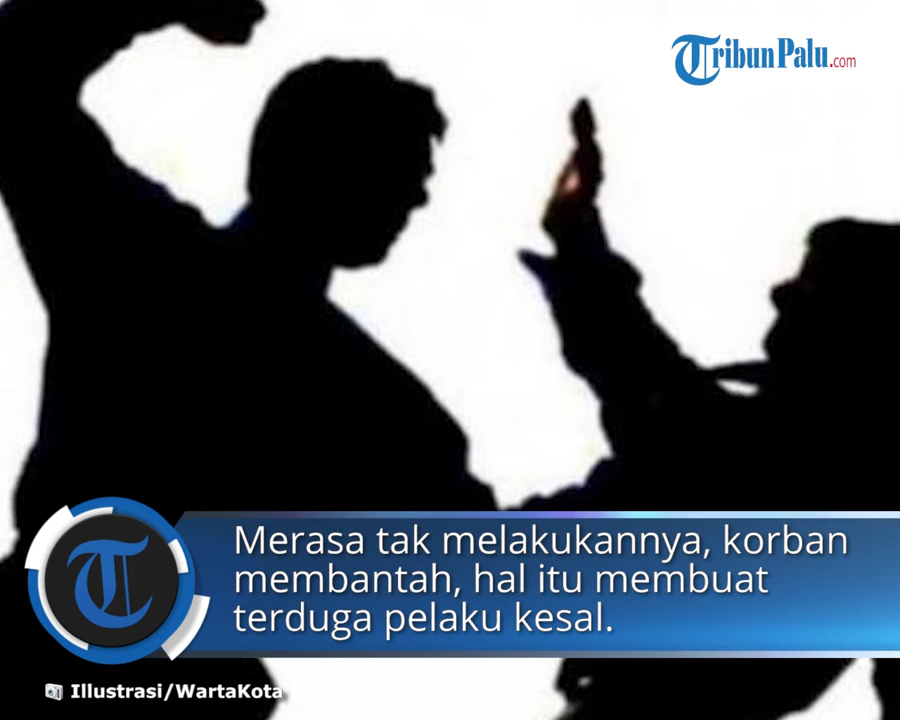 TribunPalu.com
Merasa tak melakukannya, korban
membantah, hal itu membuat
terduga pelaku kesal.
T
Illustrasi/WartaKota